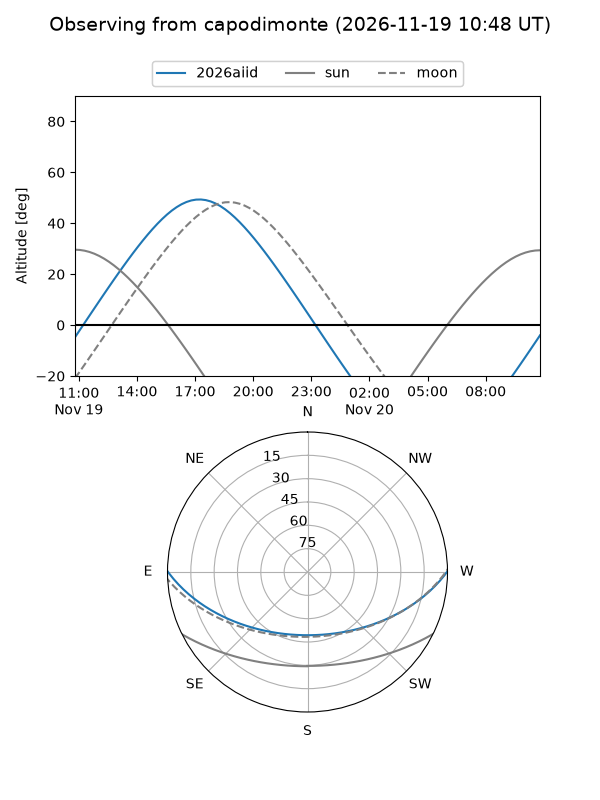 Observing from capodimonte (2026-11-19 10:48 UT)
2026aiid sun moon
Altitude [deg]
80
60
40
20
0
−20
11:00 14:00 17:00 20:00 23:00 02:00 05:00 08:00
Nov 19 Nov 20
N
NE NW
15
30
45
60
75
E W
SE SW
S